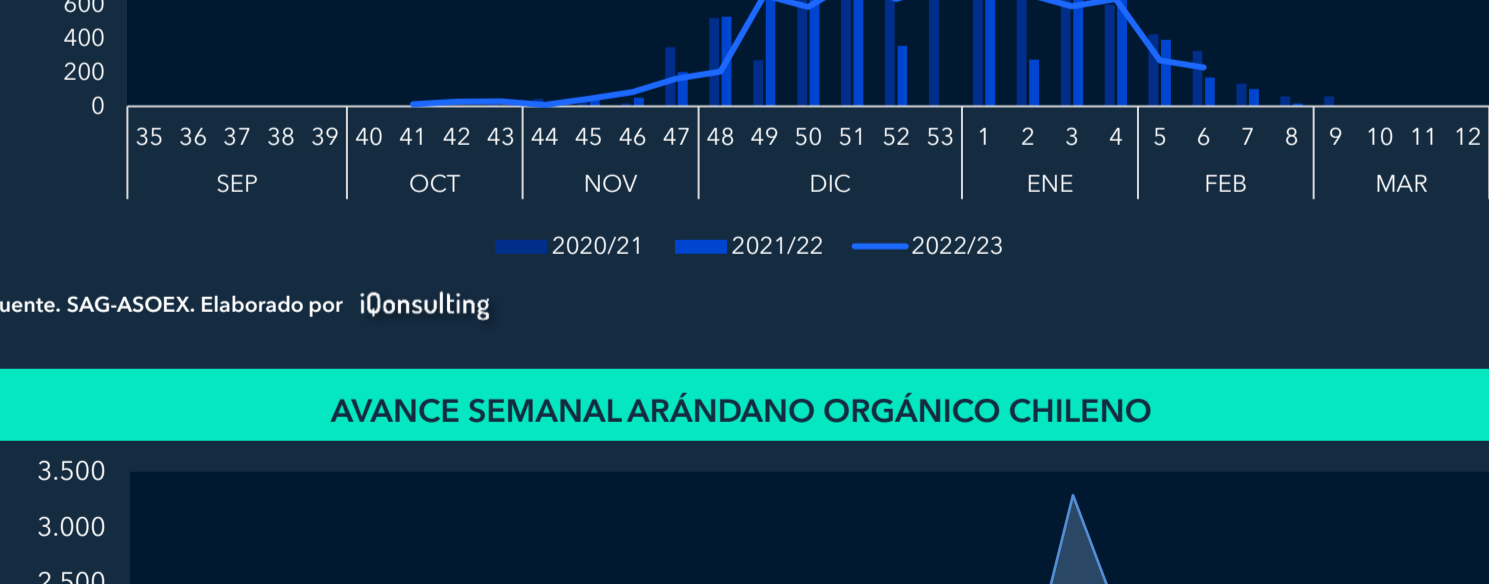 600
400
200
0
35 36 37 38 39 40 41 42 43 44 45 46 47 48 49 50 51 52 53 1 2 3 4 5 6 7 8 9 10 11 12
SEP OCT NOV DIC ENE FEB MAR
2020/21 2021/22 2022/23
uente. SAG-ASOEX. Elaborado por iQonsulting
AVANCE SEMANAL ARÁNDANO ORGÁNICO CHILENO
3.500
3.000
2.500